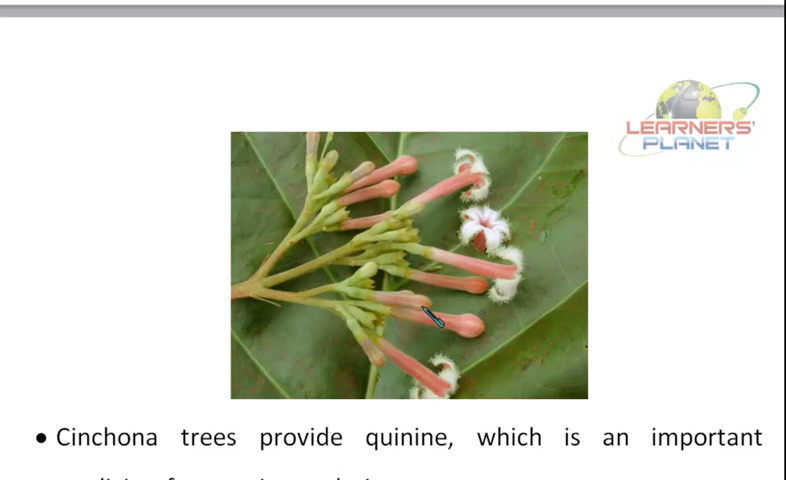 LEARNERS'
PLANET
• Cinchona trees provide quinine, which is an important